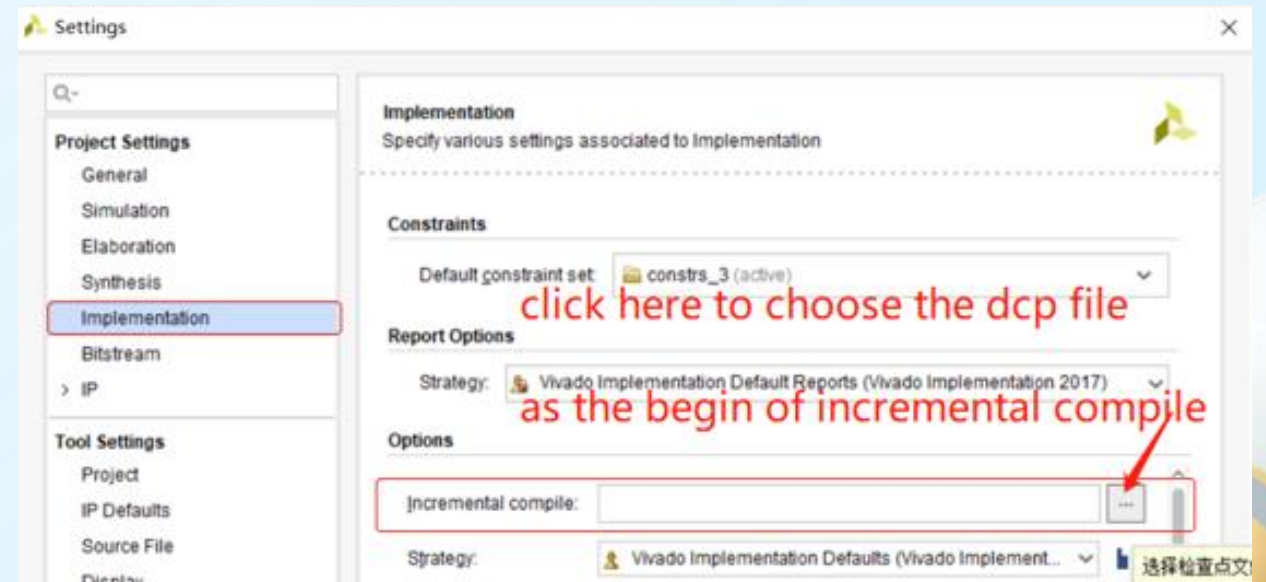 Settings
Q-
Project Settings
General
Simulation
Elaboration
Synthesis
Implementation
Bitstream
> IP
Tool Settings
Project
IP Defaults
Source File
Display
Implementation
Specify various settings associated to Implementation
Constraints
Default constraint set: constrs_3 (active)
click here to choose the dcp file
Report Options
Strategy: Vivado Implementation Default Reports (Vivado Implementation 2017)
as the begin of incremental compile
Options
Incremental compile:
...
Strategy: Vivado Implementation Defaults (Vivado Implement...
选择检查点文